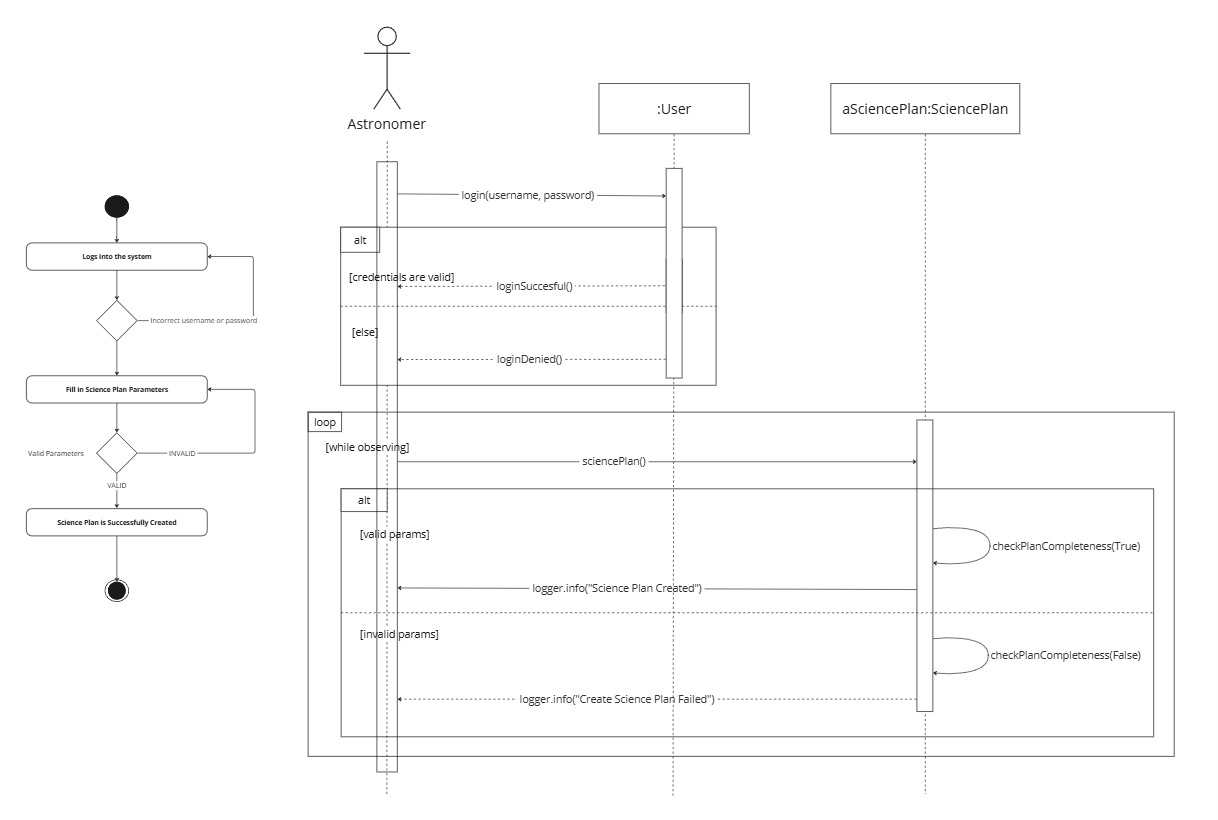 Astronomer
:User
aSciencePlan:SciencePlan
login(username, password)
alt
[credentials are valid]
loginSuccesful()
[else]
loginDenied()
loop
[while observing]
sciencePlan()
alt
[valid params]
checkPlanCompleteness(True)
logger.info("Science Plan Created")
[invalid params]
checkPlanCompleteness(False)
logger.info("Create Science Plan Failed")
Logs into the system
Incorrect username or password
Fill in Science Plan Parameters
Valid Parameters
INVALID
VALID
Science Plan is Successfully Created